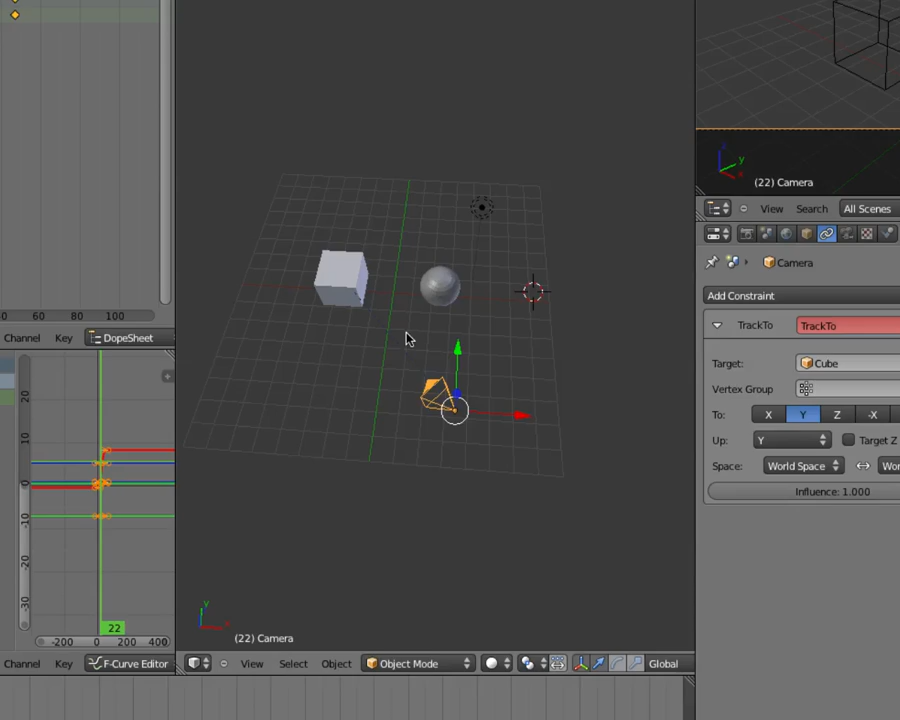 0 60 80 100
Channel Key DopeSheet
20
10
0
-10
-20
-30
22
-200 0 200 400
Channel Key F-Curve Editor
y
(22) Camera
View Select Object Object Mode Global
y
(22) Camera
View Search All Scenes
Camera
Add Constraint
TrackTo TrackTo
Target: Cube
Vertex Group
To: X Y Z -X
Up: Y Target Z
Space: World Space Wor
Influence: 1.000